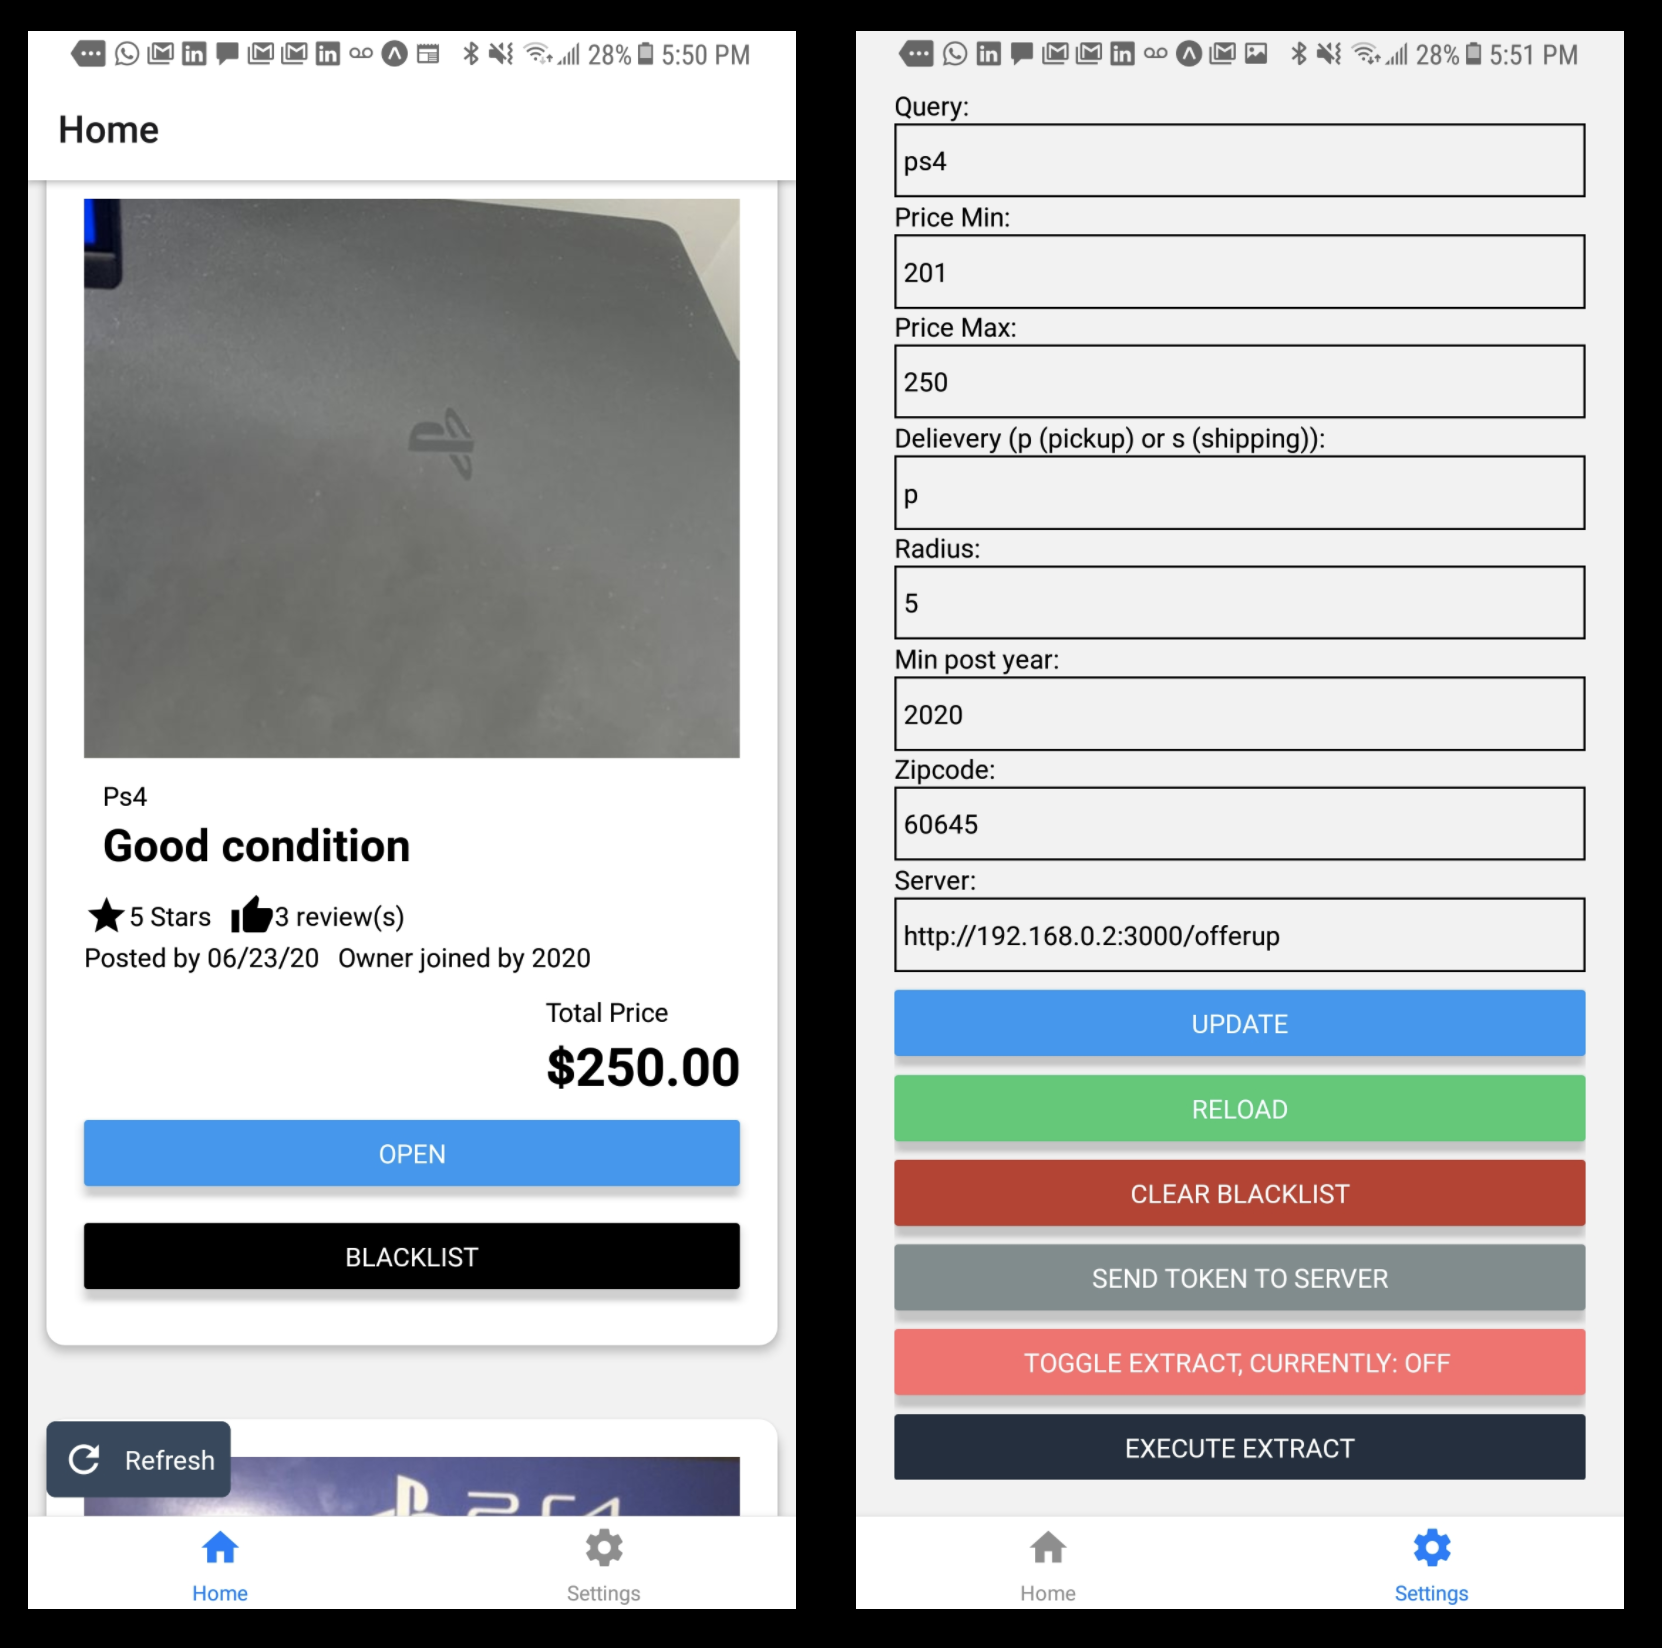 28% 5:50 PM
Home
Ps4
Good condition
5 Stars 3 review(s)
Posted by 06/23/20 Owner joined by 2020
Total Price
$250.00
OPEN
BLACKLIST
Refresh
PS4
Home Settings
28% 5:51 PM
Query:
ps4
Price Min:
201
Price Max:
250
Delievery (p (pickup) or s (shipping)):
p
Radius:
5
Min post year:
2020
Zipcode:
60645
Server:
http://192.168.0.2:3000/offerup
UPDATE
RELOAD
CLEAR BLACKLIST
SEND TOKEN TO SERVER
TOGGLE EXTRACT, CURRENTLY: OFF
EXECUTE EXTRACT
Home Settings